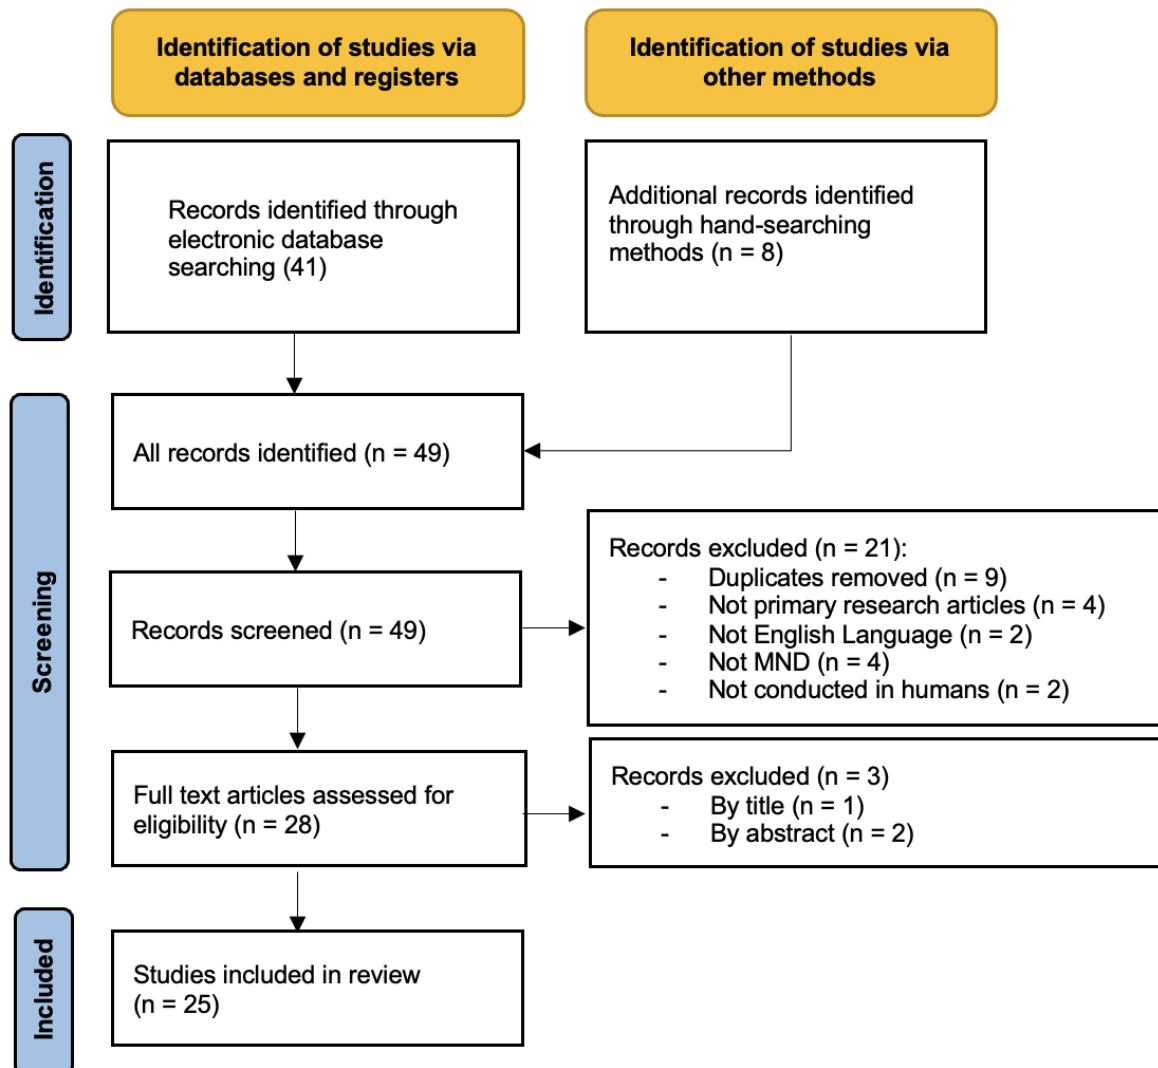 Identification of studies via
databases and registers
Identification of studies via
other methods
Identification
Records identified through
electronic database
searching (41)
Additional records identified
through hand-searching
methods (n = 8)
Screening
All records identified (n = 49)
Records screened (n = 49)
Records excluded (n = 21):
- Duplicates removed (n = 9)
- Not primary research articles (n = 4)
- Not English Language (n = 2)
- Not MND (n = 4)
- Not conducted in humans (n = 2)
Full text articles assessed for
eligibility (n = 28)
Records excluded (n = 3)
- By title (n = 1)
- By abstract (n = 2)
Included
Studies included in review
(n = 25)